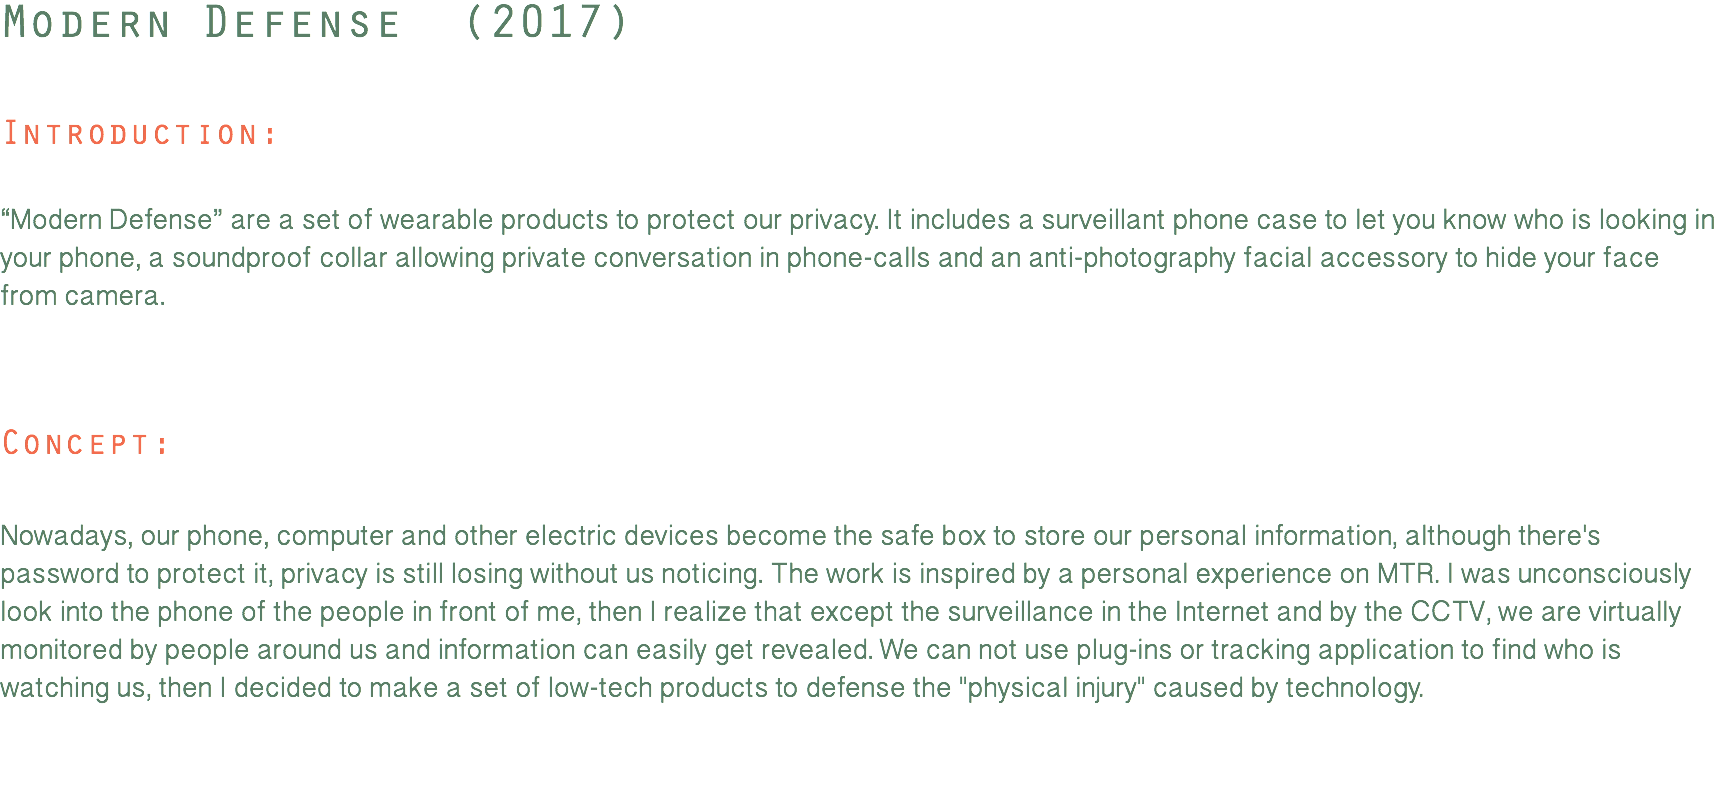 Modern Defense (2017)
Introduction:
“Modern Defense” are a set of wearable products to protect our privacy. It includes a surveillant phone case to let you know who is looking in
your phone, a soundproof collar allowing private conversation in phone-calls and an anti-photography facial accessory to hide your face
from camera.
Concept:
Nowadays, our phone, computer and other electric devices become the safe box to store our personal information, although there's
password to protect it, privacy is still losing without us noticing. The work is inspired by a personal experience on MTR. I was unconsciously
look into the phone of the people in front of me, then I realize that except the surveillance in the Internet and by the CCTV, we are virtually
monitored by people around us and information can easily get revealed. We can not use plug-ins or tracking application to find who is
watching us, then I decided to make a set of low-tech products to defense the "physical injury" caused by technology.